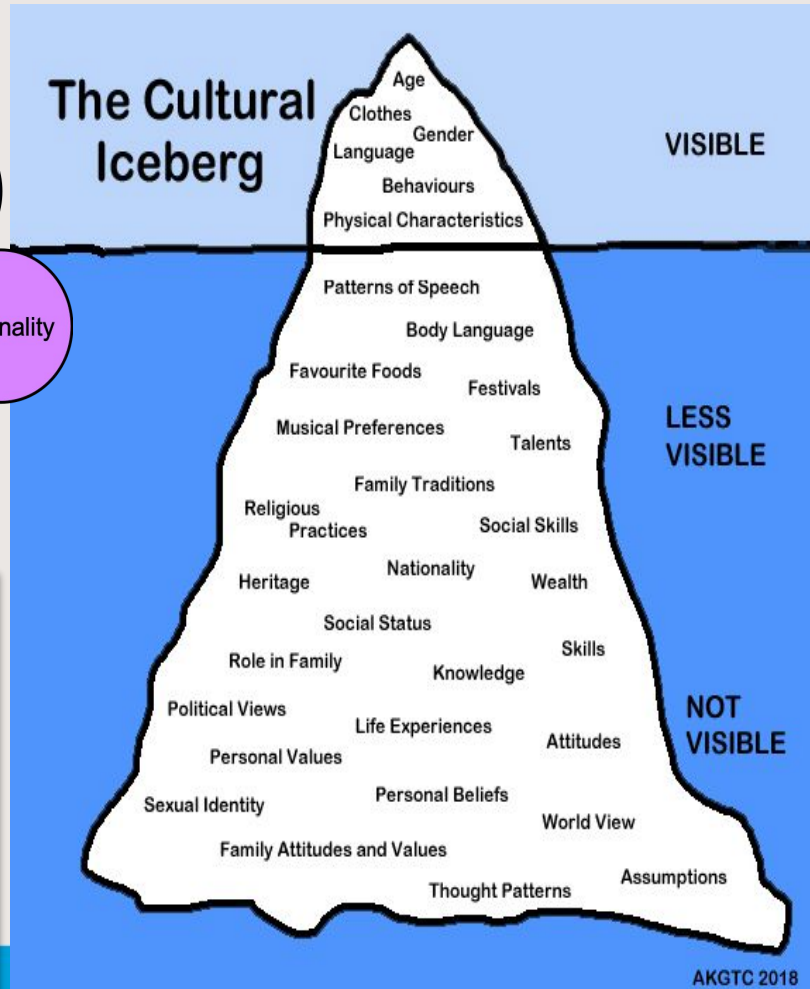 The Cultural
Iceberg
VISIBLE
Age
Clothes
Gender
Language
Behaviours
Physical Characteristics
nality
Patterns of Speech
Body Language
Favourite Foods
Festivals
LESS
VISIBLE
Musical Preferences
Talents
Family Traditions
Religious
Practices
Social Skills
Nationality
Heritage
Wealth
Social Status
Skills
Role in Family
Knowledge
NOT
VISIBLE
Political Views
Life Experiences
Attitudes
Personal Values
Personal Beliefs
Sexual Identity
World View
Family Attitudes and Values
Assumptions
Thought Patterns
AKGTC 2018